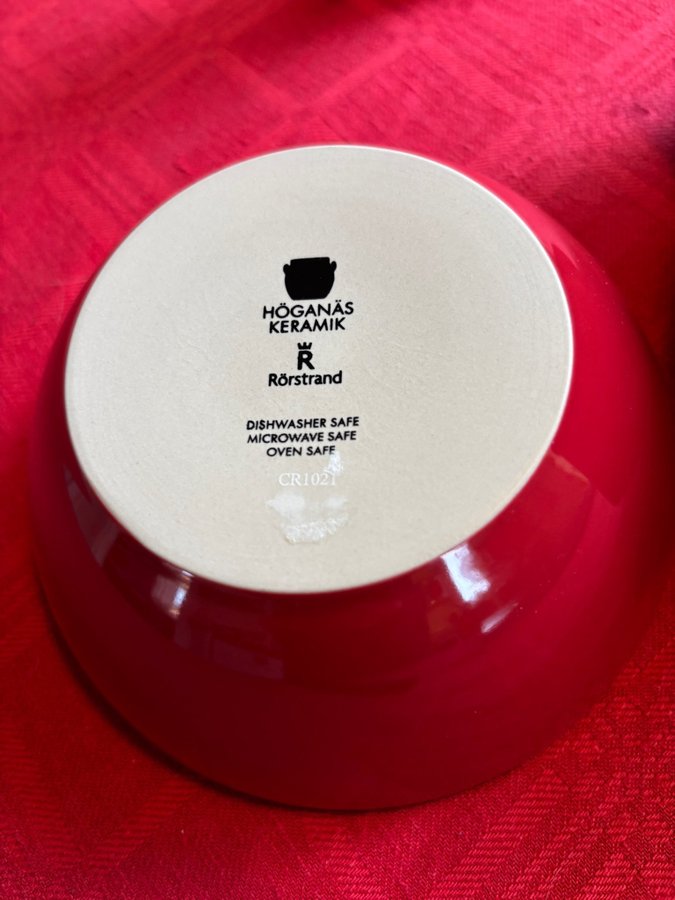 HÖGANÄS
KERAMIK
R
Rörstrand
DISHWASHER SAFE
MICROWAVE SAFE
OVEN SAFE
CR1021